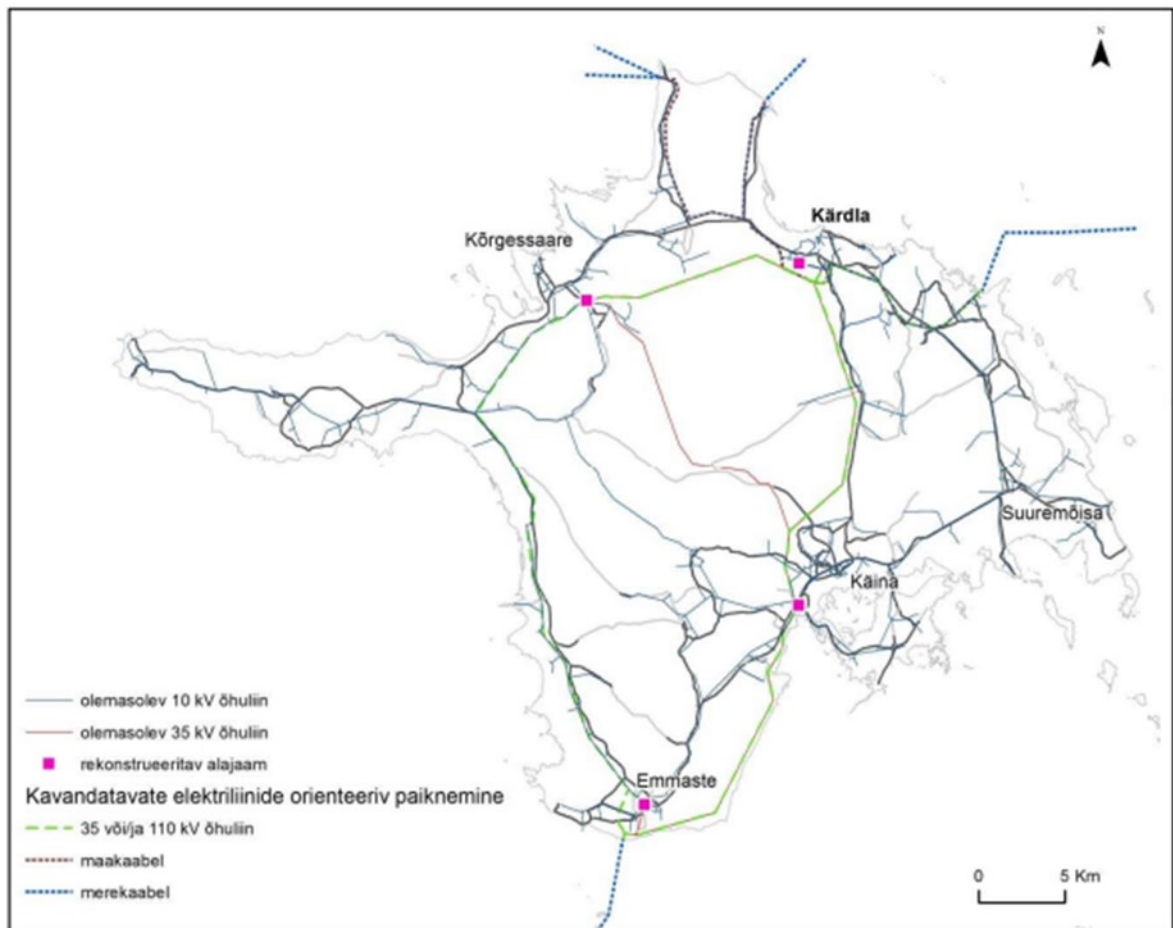 N
Kärdla
Kõrgessaare
Suuremõisa
Käina
Emmaste
olemasolev 10 kV õhuliin
olemasolev 35 kV õhuliin
rekonstrueeritav alajaam
Kavandatavate elektriliinide orienteeriv paiknemine
35 või/ja 110 kV õhuliin
maakaabel
merekaabel
0 5 Km